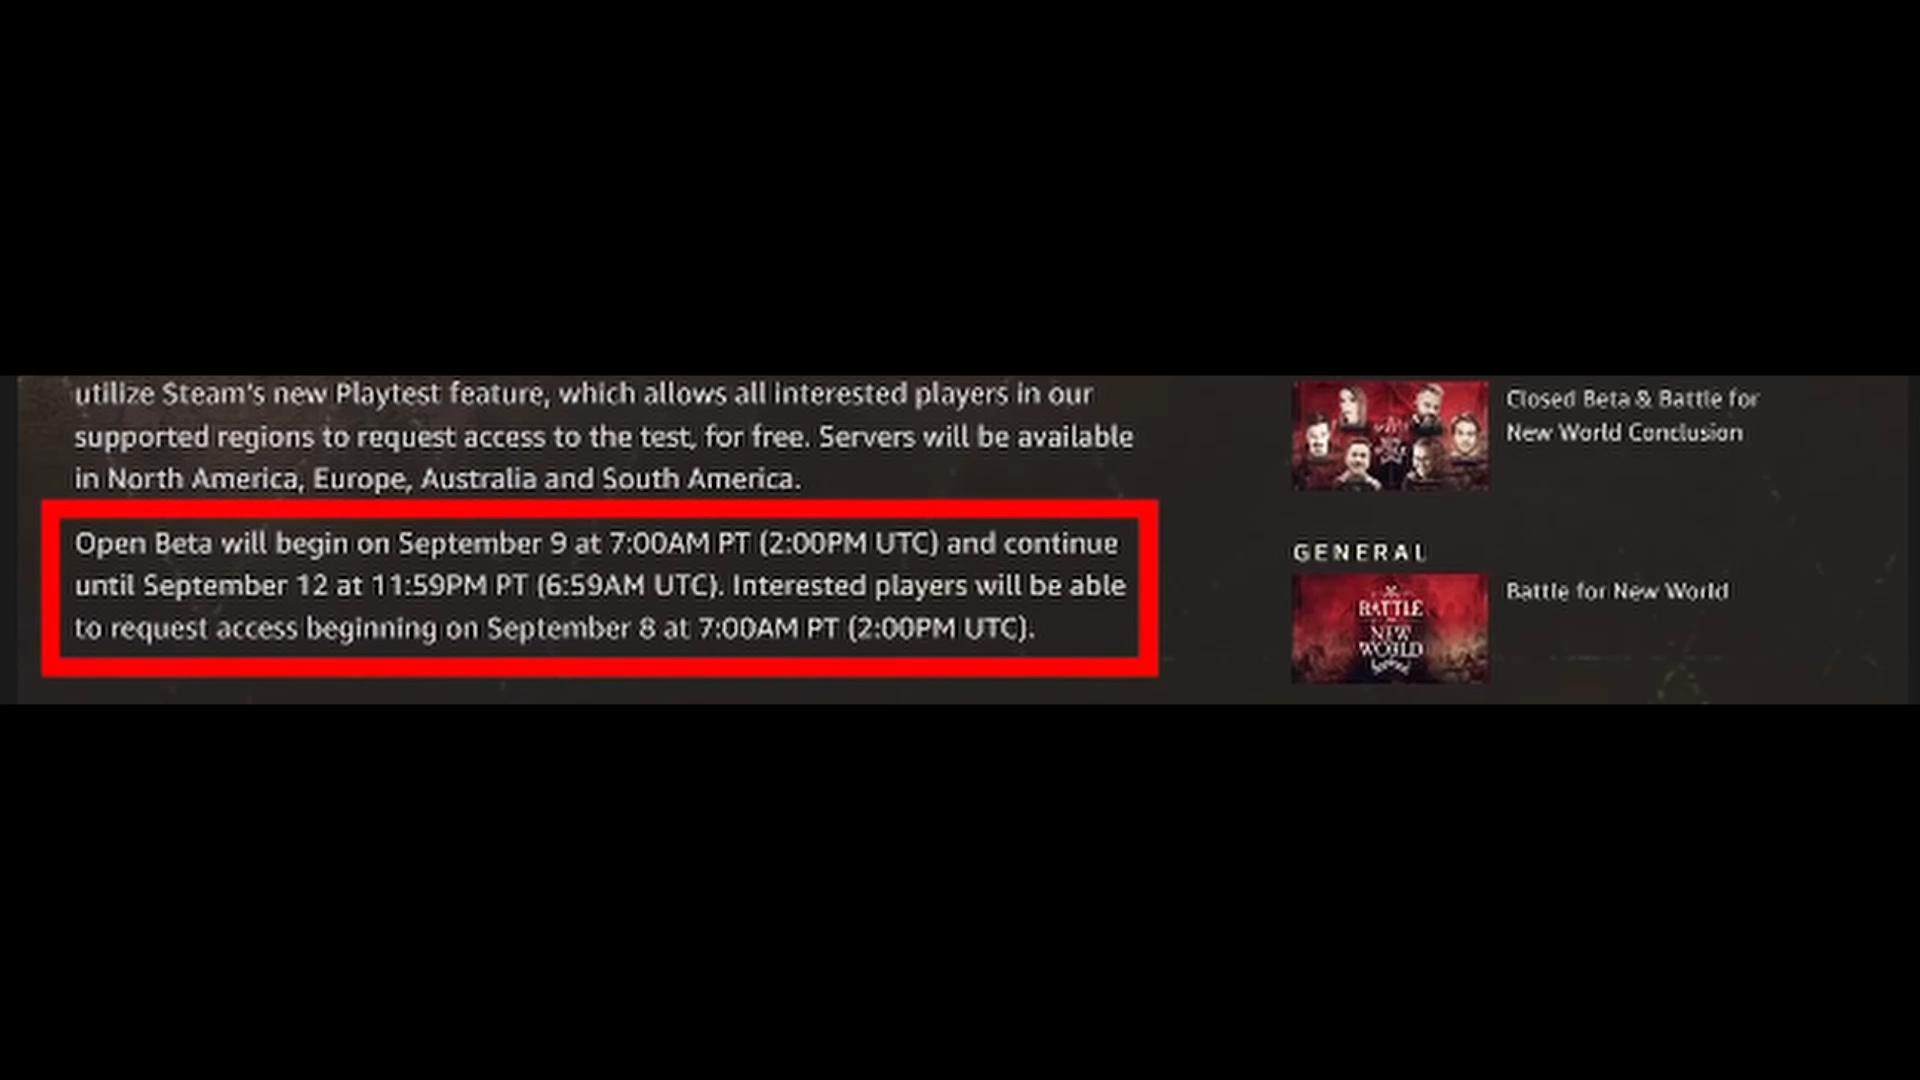 utilize Steam's new Playtest feature, which allows all interested players in our
supported regions to request access to the test, for free. Servers will be available
in North America, Europe, Australia and South America.
Open Beta will begin on September 9 at 7:00AM PT (2:00PM UTC) and continue
until September 12 at 11:59PM PT (6:59AM UTC). Interested players will be able
to request access beginning on September 8 at 7:00AM PT (2:00PM UTC).
Closed Beta & Battle for
New World Conclusion
GENERAL
BATTLE
NEW
WORLD
Battle for New World